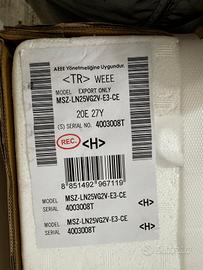 AEEE Yönetmeliğine Uygundur.
<TR> WEEE
MODEL EXPORT ONLY
MSZ-LN25VG2V-E3-CE
20E 27Y
(S) SERIAL NO. 4003008T
REC. <H>
8 851492 967119
MODEL MSZ-LN25VG2V-E3-CE
SERIAL 4003008T <H>
MODEL MSZ-LN25VG2V-E3-CE
SERIAL 4003008T <H>
subito